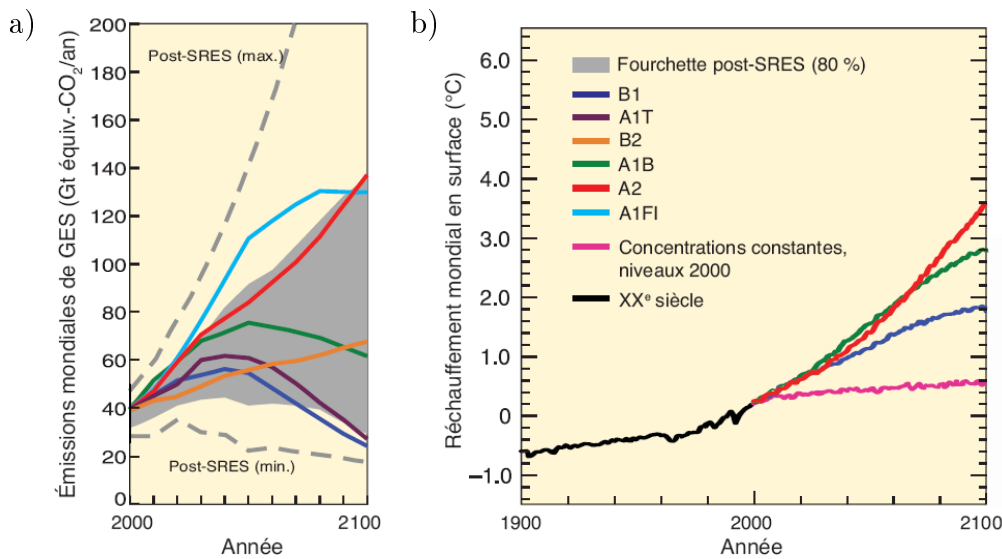 a)
Émissions mondiales de GES (Gt équiv.-CO₂/an)
200
180
160
140
120
100
80
60
40
20
0
Post-SRES (max.)
Post-SRES (min.)
2000
2100
Année
b)
Réchauffement mondial en surface (°C)
6.0
5.0
4.0
3.0
2.0
1.0
0
–1.0
Fourchette post-SRES (80 %)
B1
A1T
B2
A1B
A2
A1FI
Concentrations constantes,
niveaux 2000
XXᵉ siècle
1900
2000
2100
Année